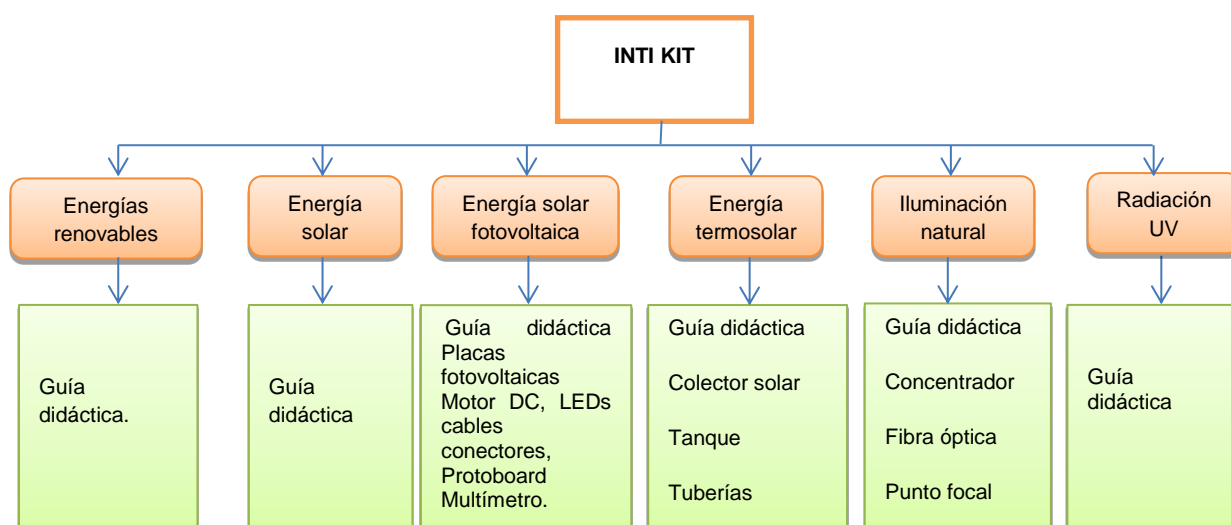 INTI KIT
Energías
renovables
Energía
solar
Energía solar
fotovoltaica
Energía
termosolar
Iluminación
natural
Radiación
UV
Guía
didáctica.
Guía
didáctica
Guía didáctica
Placas
fotovoltaicas
Motor DC, LEDs
cables
conectores,
Protoboard
Multímetro.
Guía didáctica
Colector solar
Tanque
Tuberías
Guía didáctica
Concentrador
Fibra óptica
Punto focal
Guía
didáctica